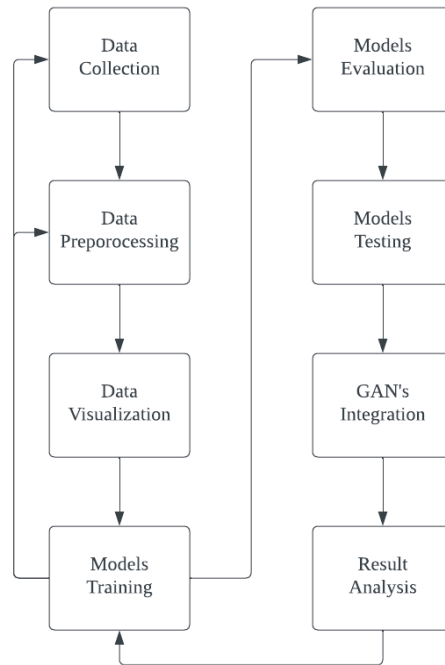 Data
Collection
Data
Preporocessing
Data
Visualization
Models
Training
Models
Evaluation
Models
Testing
GAN's
Integration
Result
Analysis